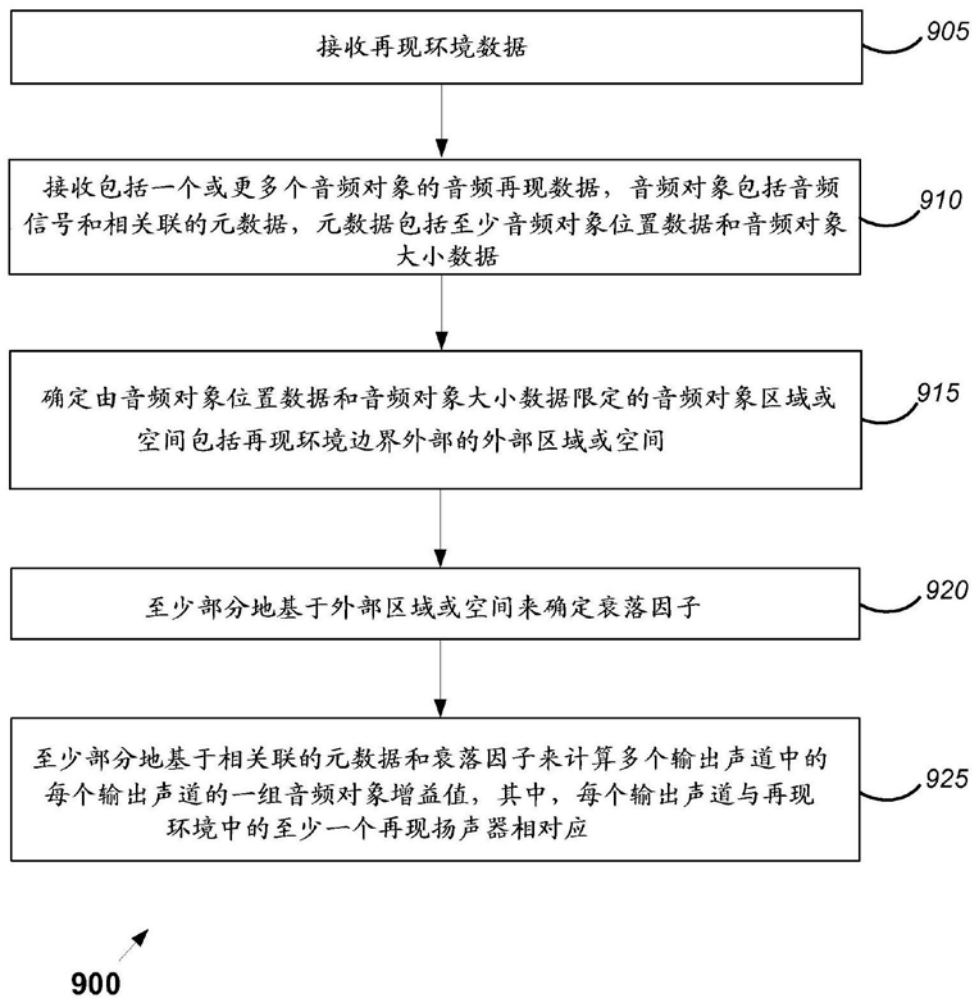 接收再现环境数据
905
接收包括一个或更多个音频对象的音频再现数据，音频对象包括音频
信号和相关联的元数据，元数据包括至少音频对象位置数据和音频对象
大小数据
910
确定由音频对象位置数据和音频对象大小数据限定的音频对象区域或
空间包括再现环境边界外部的外部区域或空间
915
至少部分地基于外部区域或空间来确定衰落因子
920
至少部分地基于相关联的元数据和衰落因子来计算多个输出声道中的
每个输出声道的一组音频对象增益值，其中，每个输出声道与再现
环境中的至少一个再现扬声器相对应
925
900